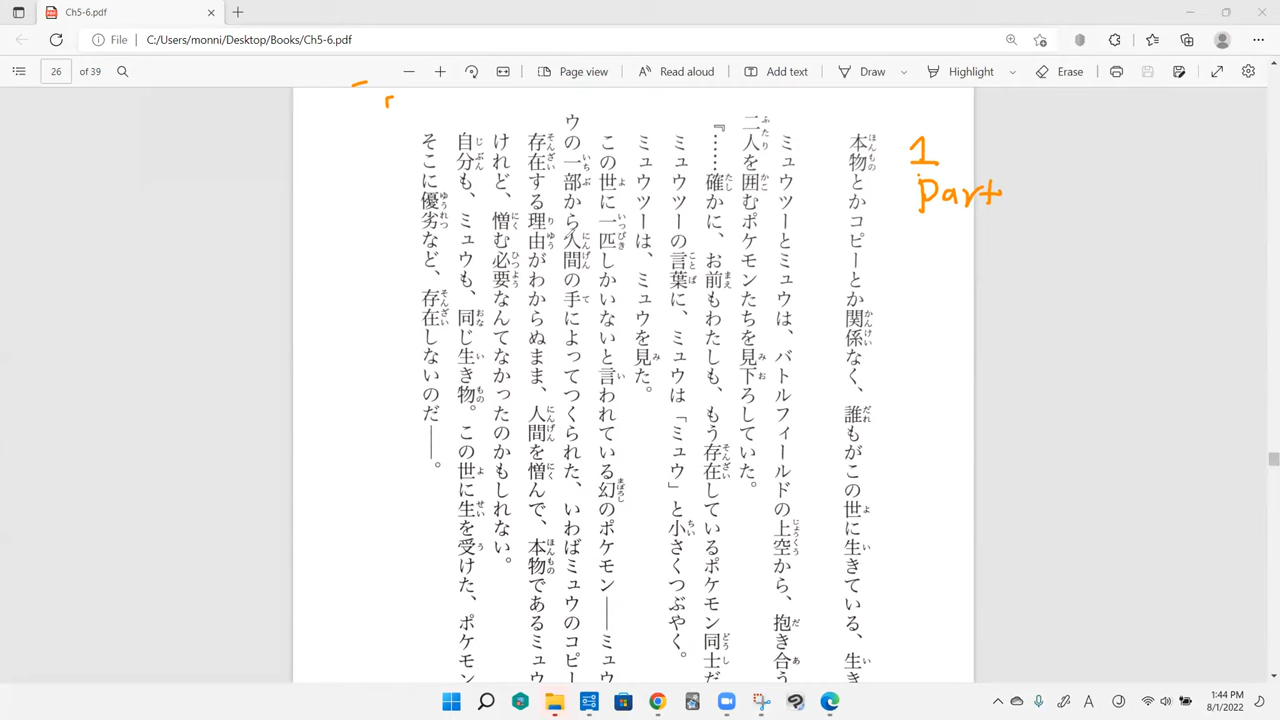 Ch5-6.pdf
File
C:/Users/monni/Desktop/Books/Ch5-6.pdf
26
of 39
Page view
Read aloud
Add text
Draw
Highlight
Erase
1
Part
本物とかコピーとか関係なく、誰もがこの世に生きている、生き
ミュウツーとミュウは、バトルフィールドの上空から、抱き合う
二人を囲むポケモンたちを見下ろしていた。
『……確かに、お前もわたしも、もう存在しているポケモン同士だ
ミュウツーの言葉に、ミュウは「ミュウ」と小さくつぶやく。
ミュウツーは、ミュウを見た。
この世に一匹しかいないと言われている幻のポケモン――ミュウ
ウの一部から人間の手によってつくられた、いわばミュウのコピー
存在する理由がわからぬまま、人間を憎んで、本物であるミュウ
けれど、憎む必要なんてなかったのかもしれない。
自分も、ミュウも、同じ生き物。この世に生を受けた、ポケモン
そこに優劣など、存在しないのだ――。
1:44 PM
8/1/2022